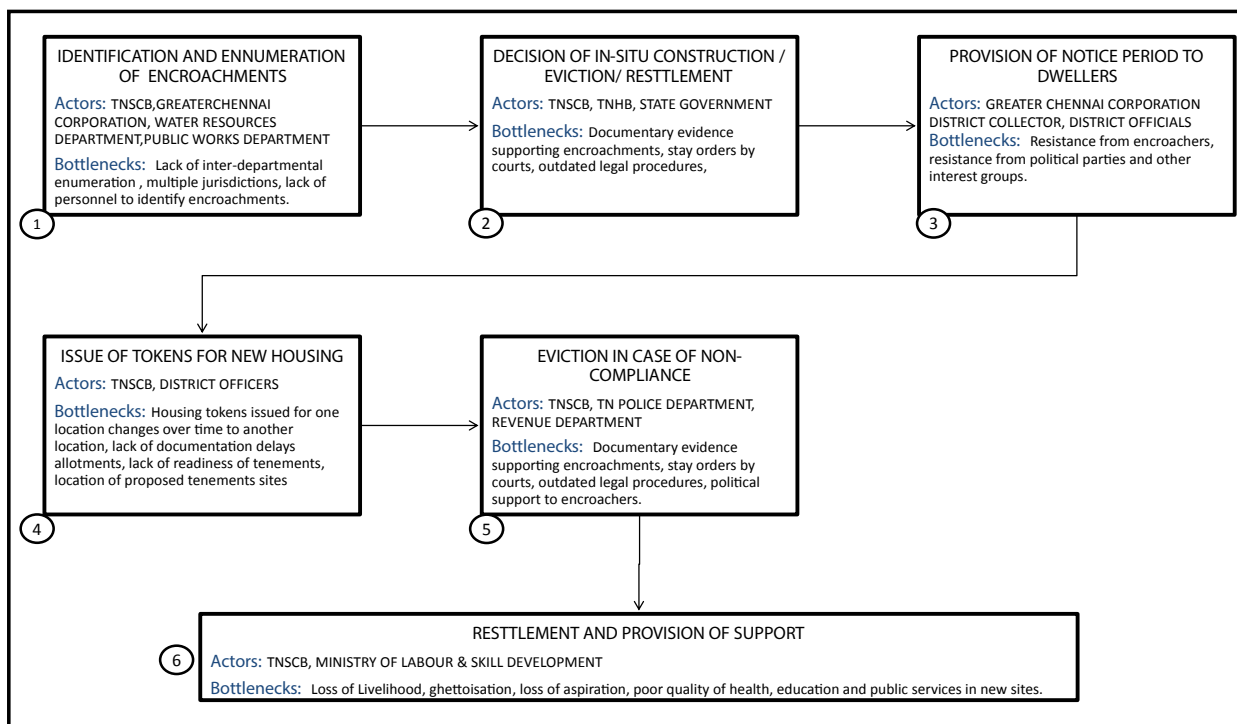 IDENTIFICATION AND ENNUMERATION
OF ENCROACHMENTS
Actors: TNSCB,GREATERCHENNAI
CORPORATION, WATER RESOURCES
DEPARTMENT,PUBLIC WORKS DEPARTMENT
Bottlenecks: Lack of inter-departmental
enumeration , multiple jurisdictions, lack of
personnel to identify encroachments.
1
DECISION OF IN-SITU CONSTRUCTION /
EVICTION/ RESTTLEMENT
Actors: TNSCB, TNHB, STATE GOVERNMENT
Bottlenecks: Documentary evidence
supporting encroachments, stay orders by
courts, outdated legal procedures,
2
PROVISION OF NOTICE PERIOD TO
DWELLERS
Actors: GREATER CHENNAI CORPORATION
DISTRICT COLLECTOR, DISTRICT OFFICIALS
Bottlenecks: Resistance from encroachers,
resistance from political parties and other
interest groups.
3
ISSUE OF TOKENS FOR NEW HOUSING
Actors: TNSCB, DISTRICT OFFICERS
Bottlenecks: Housing tokens issued for one
location changes over time to another
location, lack of documentation delays
allotments, lack of readiness of tenements,
location of proposed tenements sites
4
EVICTION IN CASE OF NON-
COMPLIANCE
Actors: TNSCB, TN POLICE DEPARTMENT,
REVENUE DEPARTMENT
Bottlenecks: Documentary evidence
supporting encroachments, stay orders by
courts, outdated legal procedures, political
support to encroachers.
5
RESTTLEMENT AND PROVISION OF SUPPORT
Actors: TNSCB, MINISTRY OF LABOUR & SKILL DEVELOPMENT
Bottlenecks: Loss of Livelihood, ghettoisation, loss of aspiration, poor quality of health, education and public services in new sites.
6